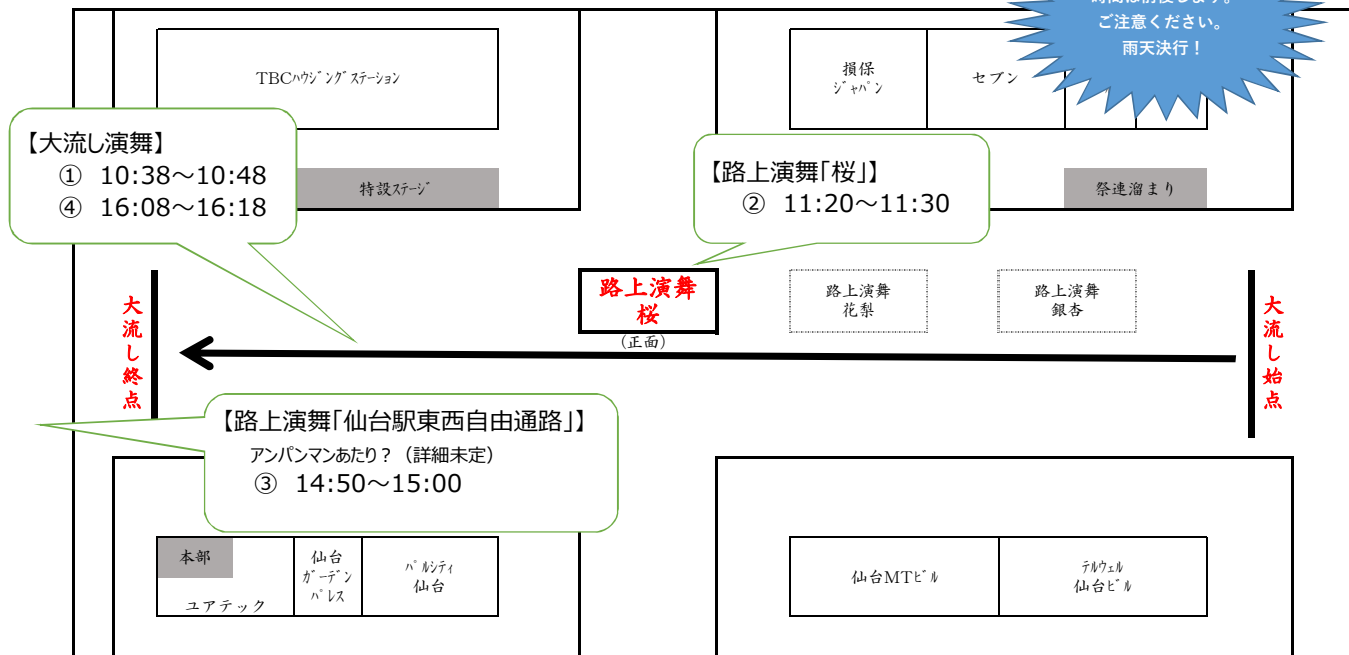 時間は前後します。
ご注意ください。
雨天決行！
TBCﾊｳｼﾞﾝｸﾞｽﾃｰｼｮﾝ
損保
ｼﾞｬﾊﾟﾝ
セブン
【大流し演舞】
① 10:38～10:48
④ 16:08～16:18
特設ｽﾃｰｼﾞ
【路上演舞「桜」】
② 11:20～11:30
祭連溜まり
大流し終点
路上演舞
桜
(正面)
路上演舞
花梨
路上演舞
銀杏
大流し始点
【路上演舞「仙台駅東西自由通路」】
アンパンマンあたり？（詳細未定）
③ 14:50～15:00
本部
ユアテック
仙台
ｶﾞｰﾃﾞﾝ
ﾊﾟﾚｽ
ﾊﾟﾙｼﾃｨ
仙台
仙台MTﾋﾞﾙ
ﾃﾙｳｪﾙ
仙台ﾋﾞﾙ